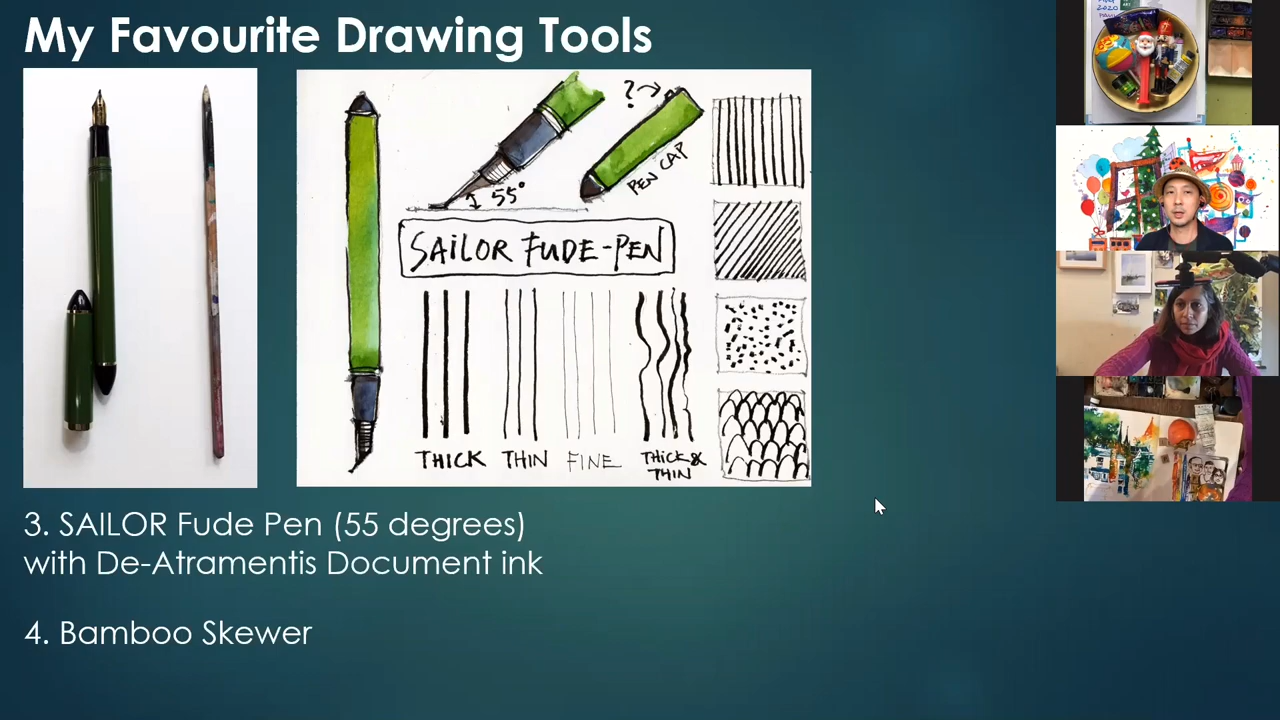 My Favourite Drawing Tools
? →
55°
PEN CAP
SAILOR FUDE-PEN
THICK
THIN
FINE
THICK &
THIN
3. SAILOR Fude Pen (55 degrees)
with De-Atramentis Document ink
4. Bamboo Skewer
2020